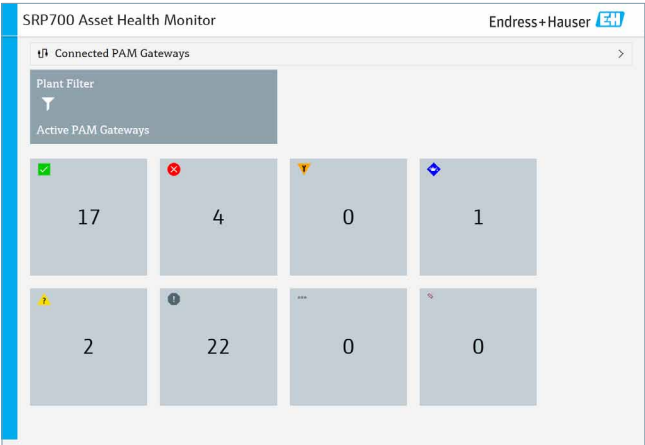 SRP700 Asset Health Monitor
Endress+Hauser EH
Connected PAM Gateways
Plant Filter
Active PAM Gateways
17
4
0
1
2
22
0
0